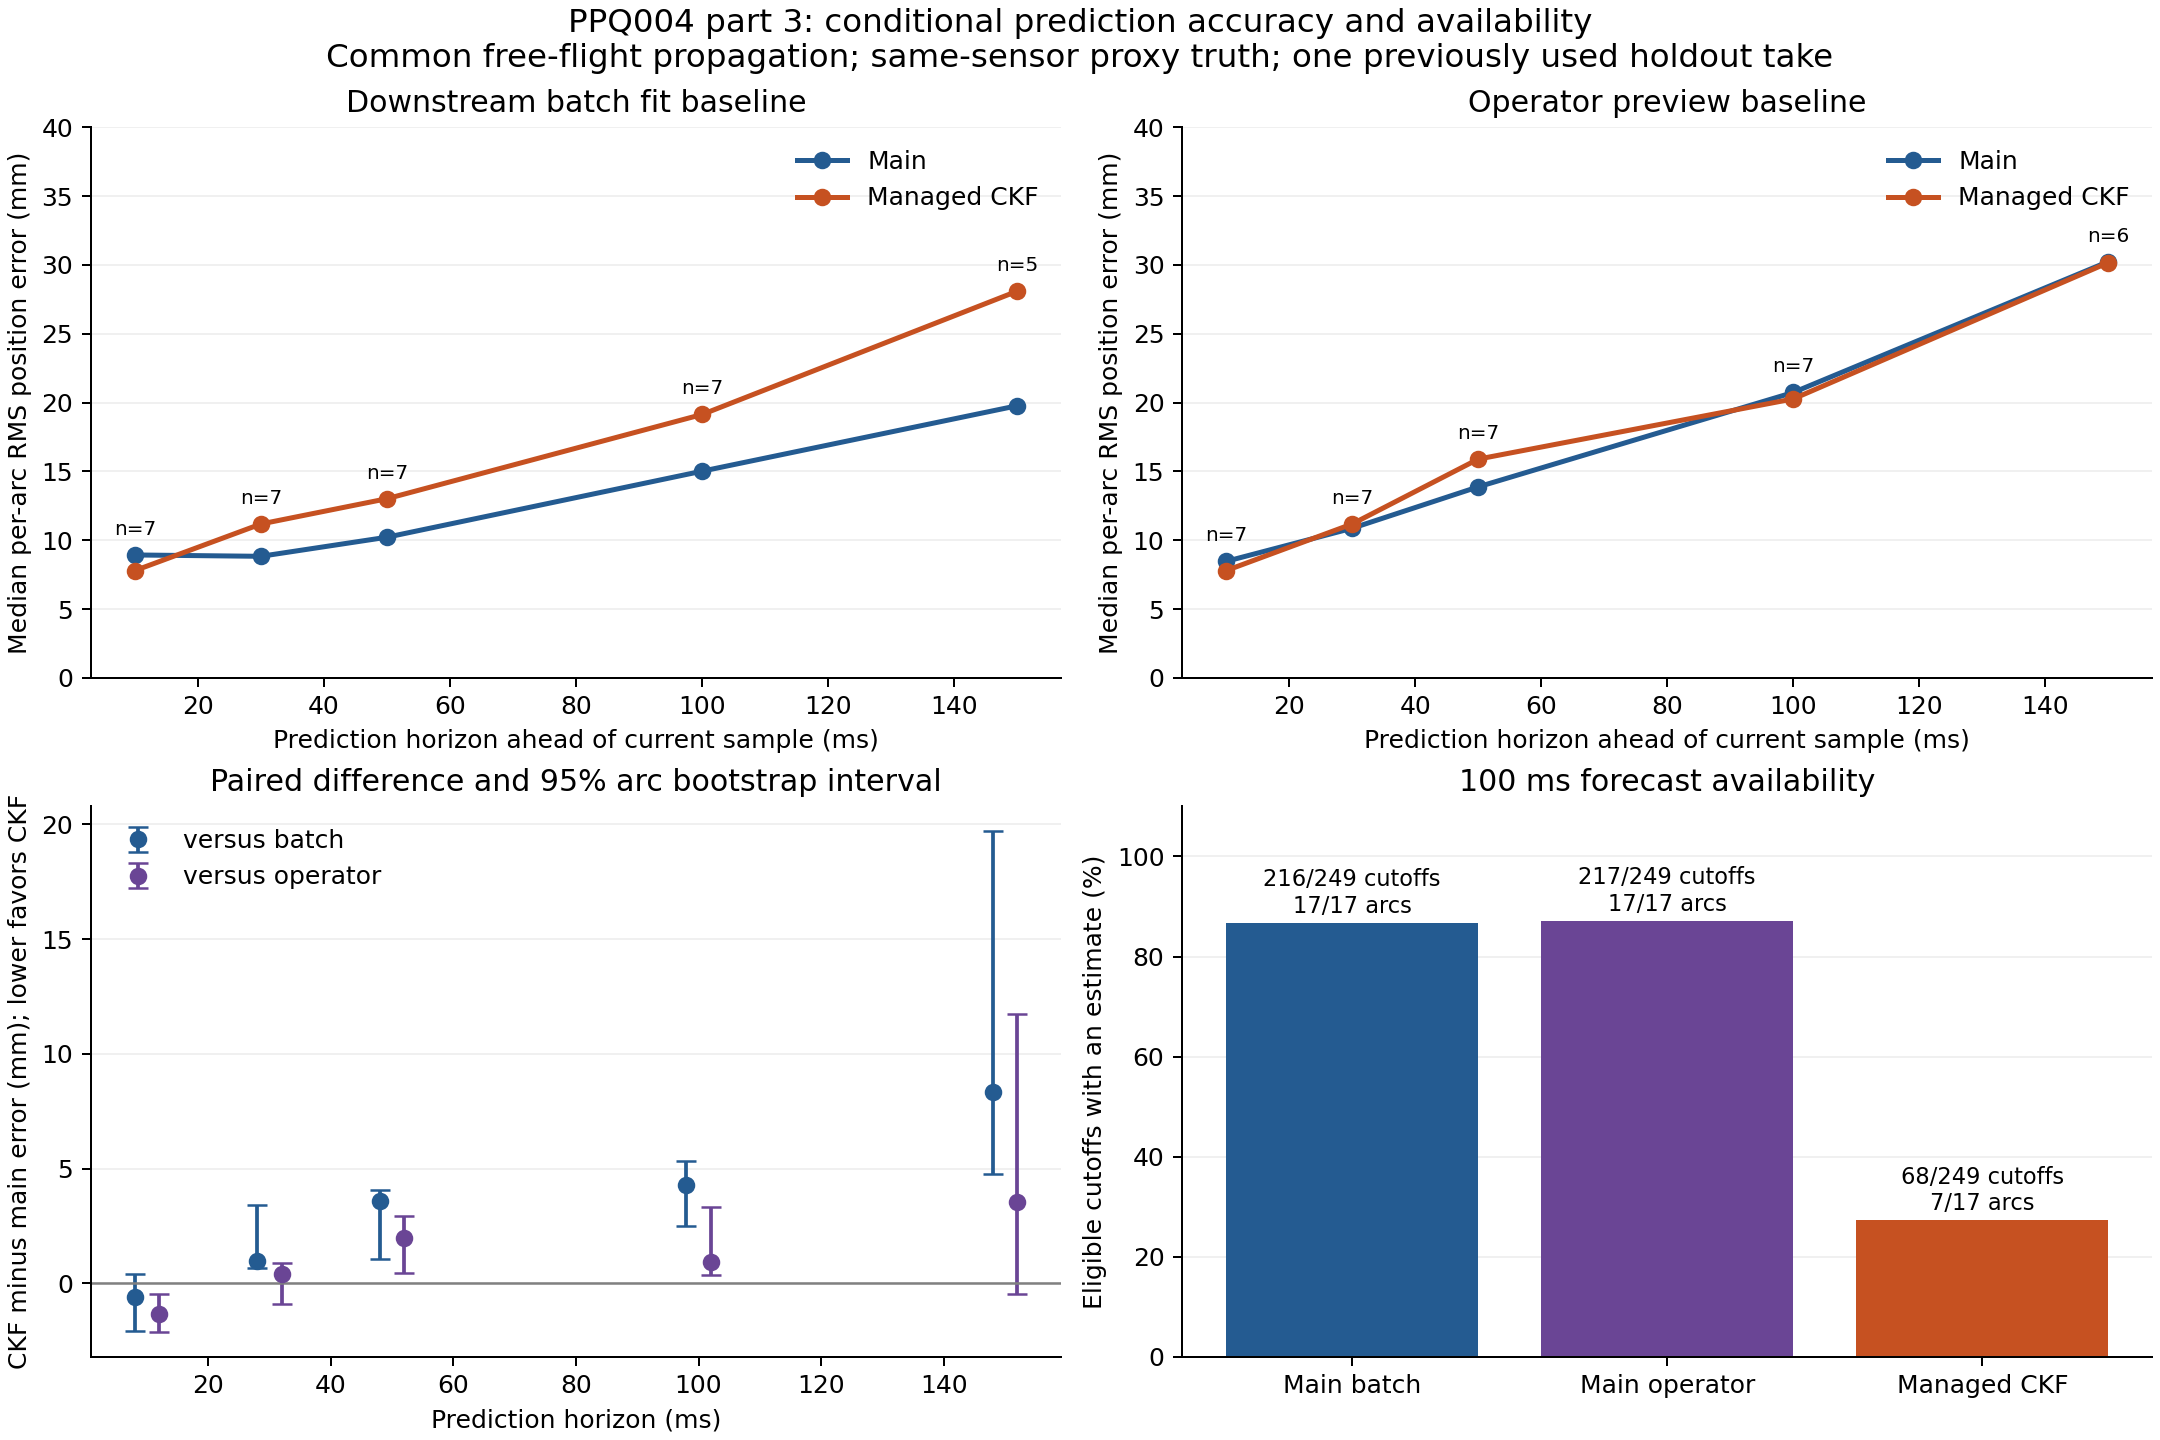 PPQ004 part 3: conditional prediction accuracy and availability
Common free-flight propagation; same-sensor proxy truth; one previously used holdout take
Downstream batch fit baseline
Median per-arc RMS position error (mm)
40
35
30
25
20
15
10
5
0
Main
Managed CKF
n=7
n=7
n=7
n=7
n=5
20 40 60 80 100 120 140
Prediction horizon ahead of current sample (ms)
Operator preview baseline
Median per-arc RMS position error (mm)
40
35
30
25
20
15
10
5
0
Main
Managed CKF
n=7
n=7
n=7
n=7
n=6
20 40 60 80 100 120 140
Prediction horizon ahead of current sample (ms)
Paired difference and 95% arc bootstrap interval
CKF minus main error (mm); lower favors CKF
20
15
10
5
0
versus batch
versus operator
20 40 60 80 100 120 140
Prediction horizon (ms)
100 ms forecast availability
Eligible cutoffs with an estimate (%)
100
80
60
40
20
0
216/249 cutoffs
17/17 arcs
217/249 cutoffs
17/17 arcs
68/249 cutoffs
7/17 arcs
Main batch Main operator Managed CKF